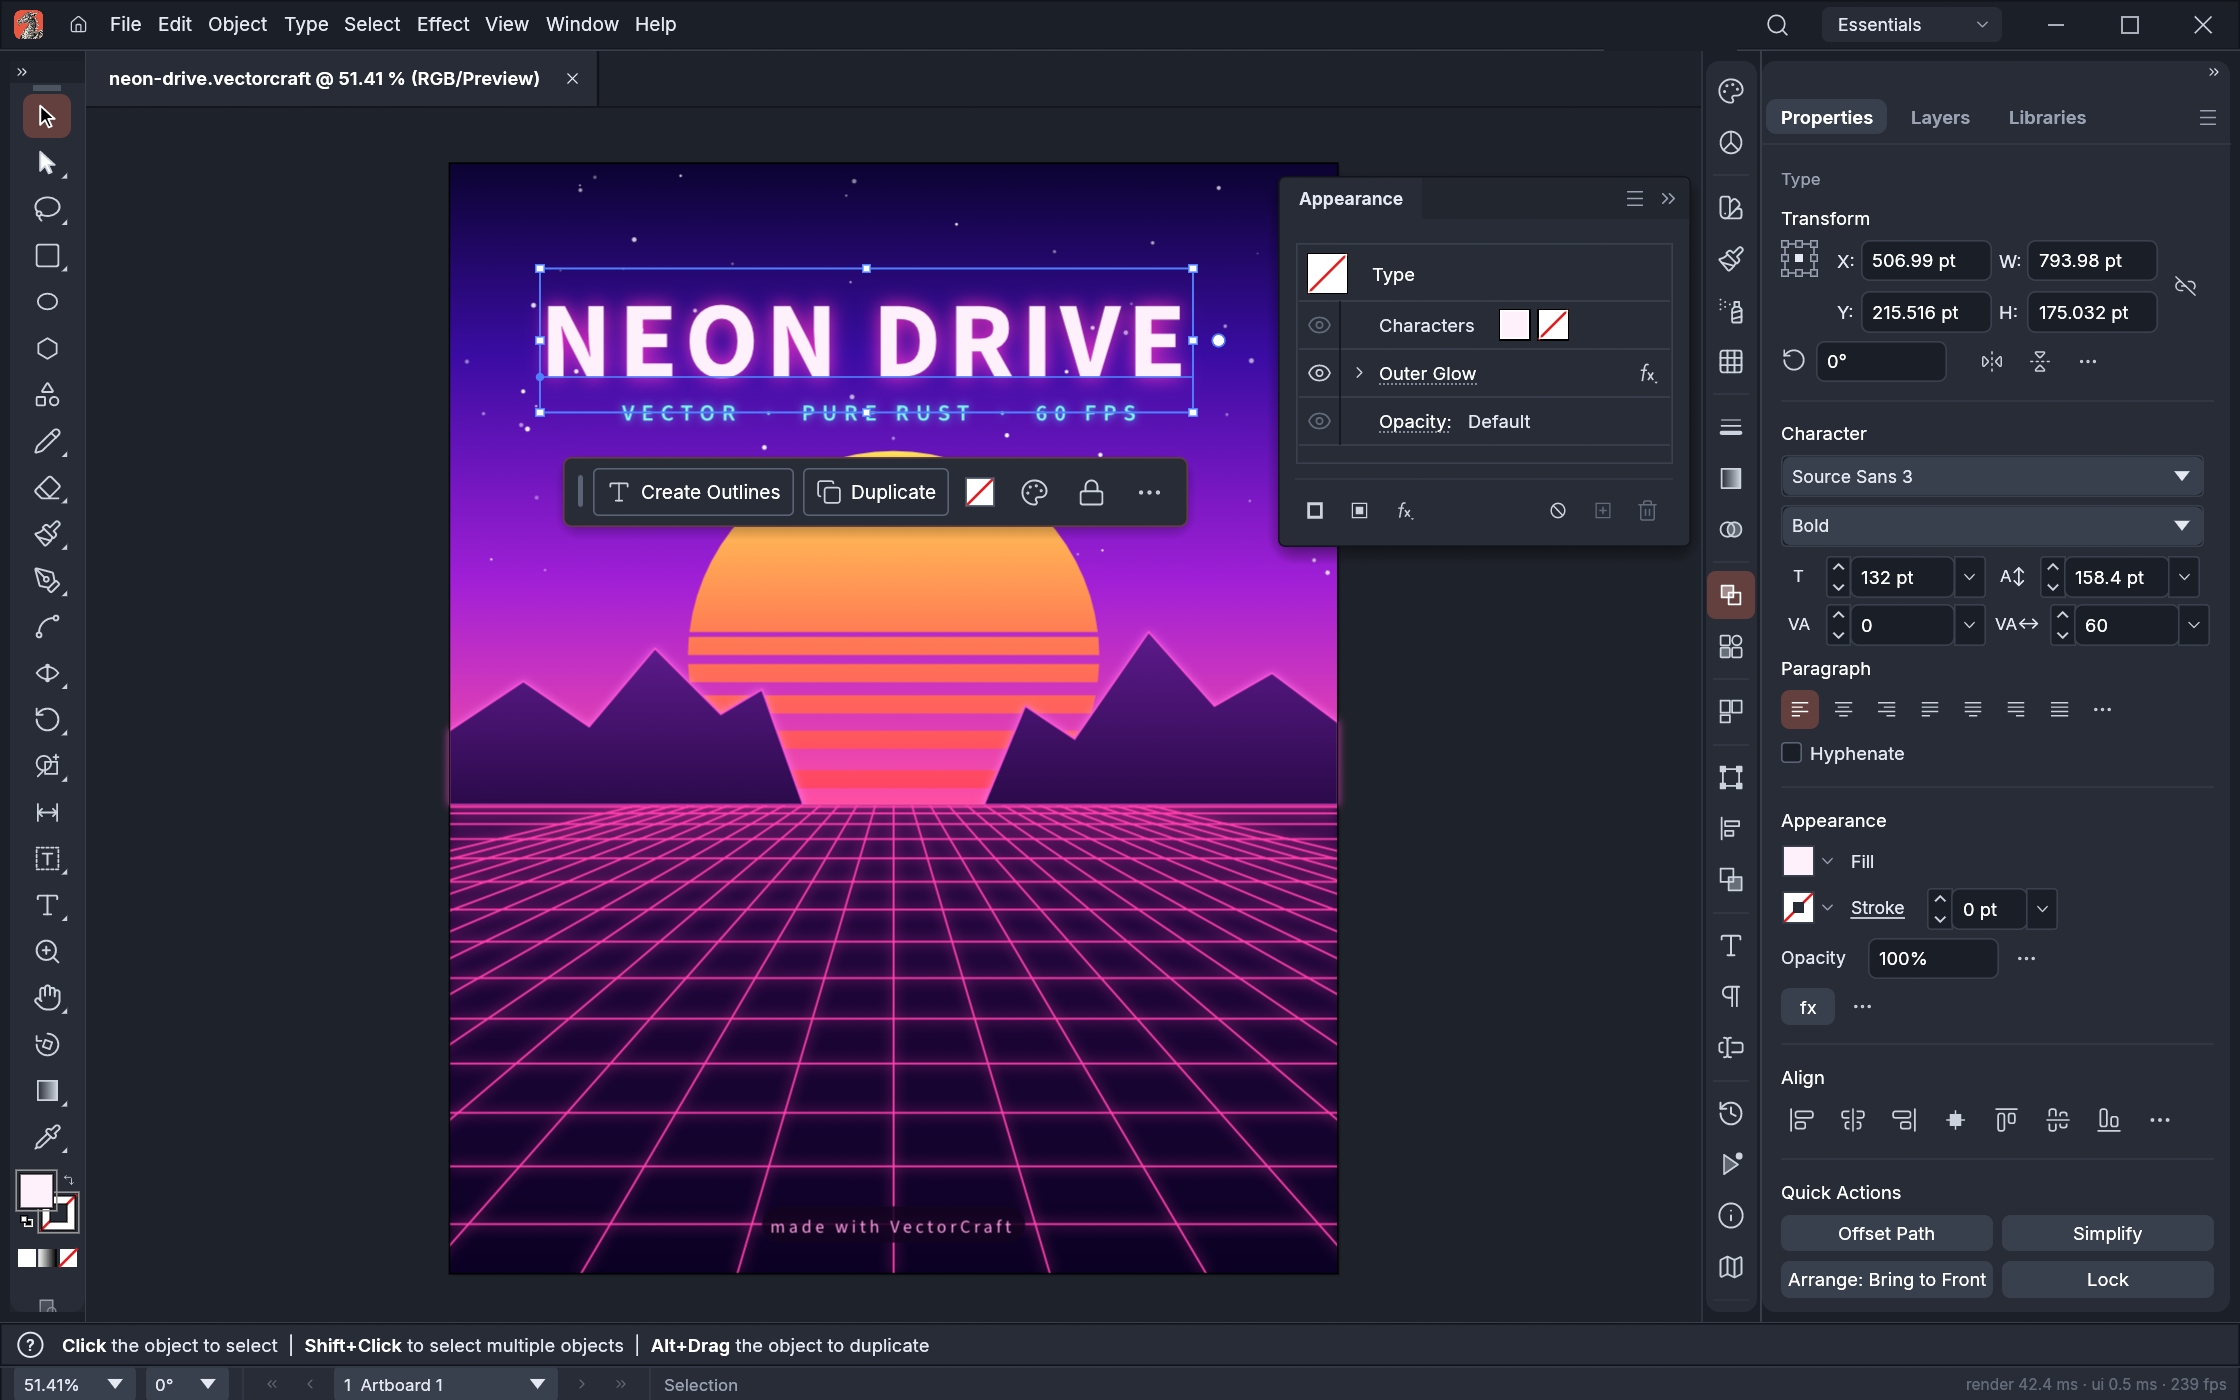 File Edit Object Type Select Effect View Window Help
Essentials
neon-drive.vectorcraft @ 51.41 % (RGB/Preview)
NEON DRIVE
VECTOR · PURE RUST · 60 FPS
Create Outlines
Duplicate
made with VectorCraft
Appearance
Type
Characters
Outer Glow
fx
Opacity: Default
fx
Properties Layers Libraries
Type
Transform
X: 506.99 pt W: 793.98 pt
Y: 215.516 pt H: 175.032 pt
0°
Character
Source Sans 3
Bold
T 132 pt A 158.4 pt
VA 0 VA 60
Paragraph
Hyphenate
Appearance
Fill
Stroke 0 pt
Opacity 100%
fx
Align
Quick Actions
Offset Path Simplify
Arrange: Bring to Front Lock
Click the object to select | Shift+Click to select multiple objects | Alt+Drag the object to duplicate
51.41% 0° 1 Artboard 1 Selection
render 42.4 ms · ui 0.5 ms · 239 fps